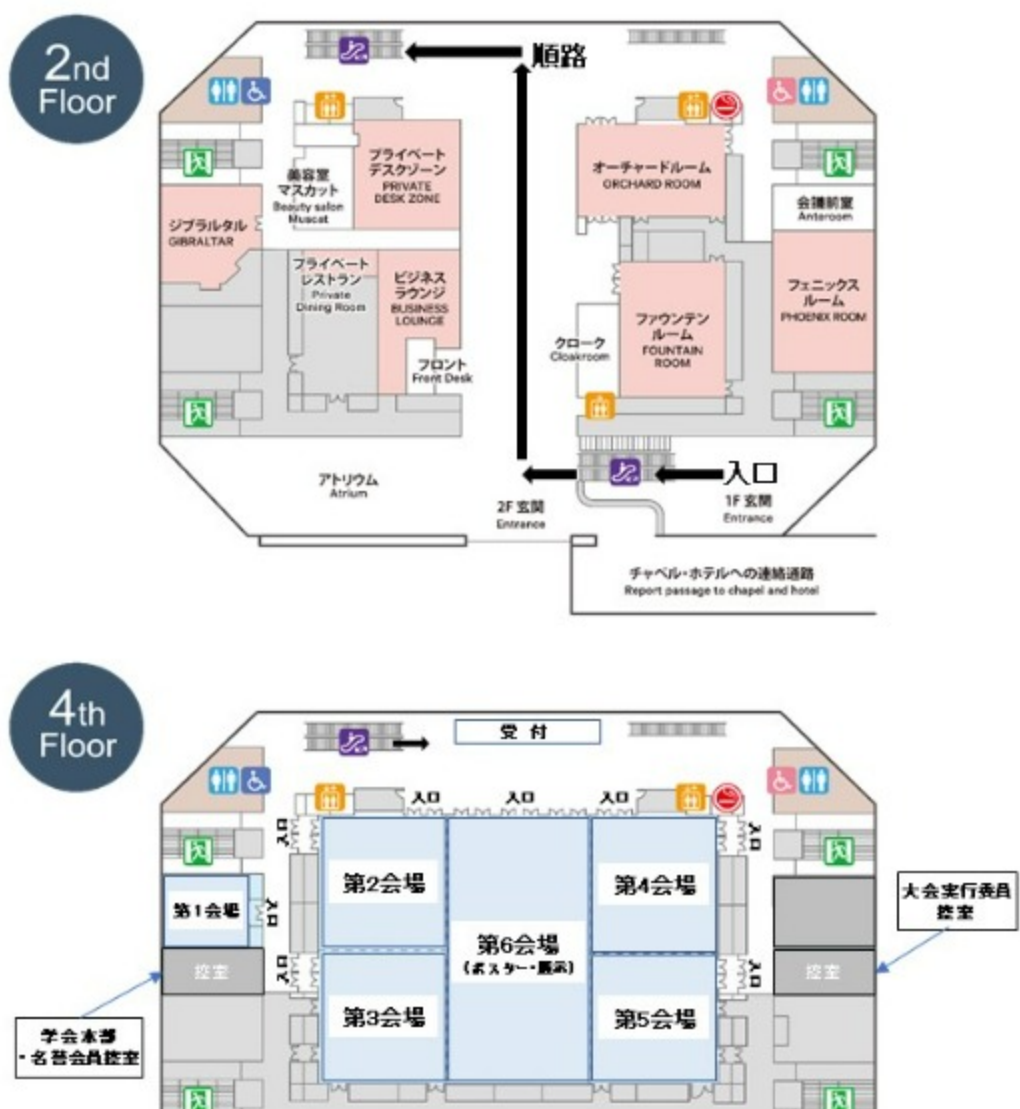 2nd
Floor
順路
プライベート
デスクゾーン
PRIVATE
DESK ZONE
美容室
マスカット
Beauty salon
Muscat
ジブラルタル
GIBRALTAR
プライベート
レストラン
Private
Dining Room
ビジネス
ラウンジ
BUSINESS
LOUNGE
フロント
Front Desk
オーチャードルーム
ORCHARD ROOM
会議前室
Anteroom
フェニックス
ルーム
PHOENIX ROOM
ファウンテン
ルーム
FOUNTAIN
ROOM
クローク
Cloakroom
入口
アトリウム
Atrium
2F 玄関
Entrance
1F 玄関
Entrance
チャペル・ホテルへの連絡通路
Report passage to chapel and hotel
4th
Floor
受 付
入口
入口
入口
入口
入口
第2会場
第4会場
第1会場
入口
第6会場
(ポスター・展示)
大会実行委員
控室
控室
入口
入口
控室
第3会場
第5会場
学会本部
・名誉会員控室